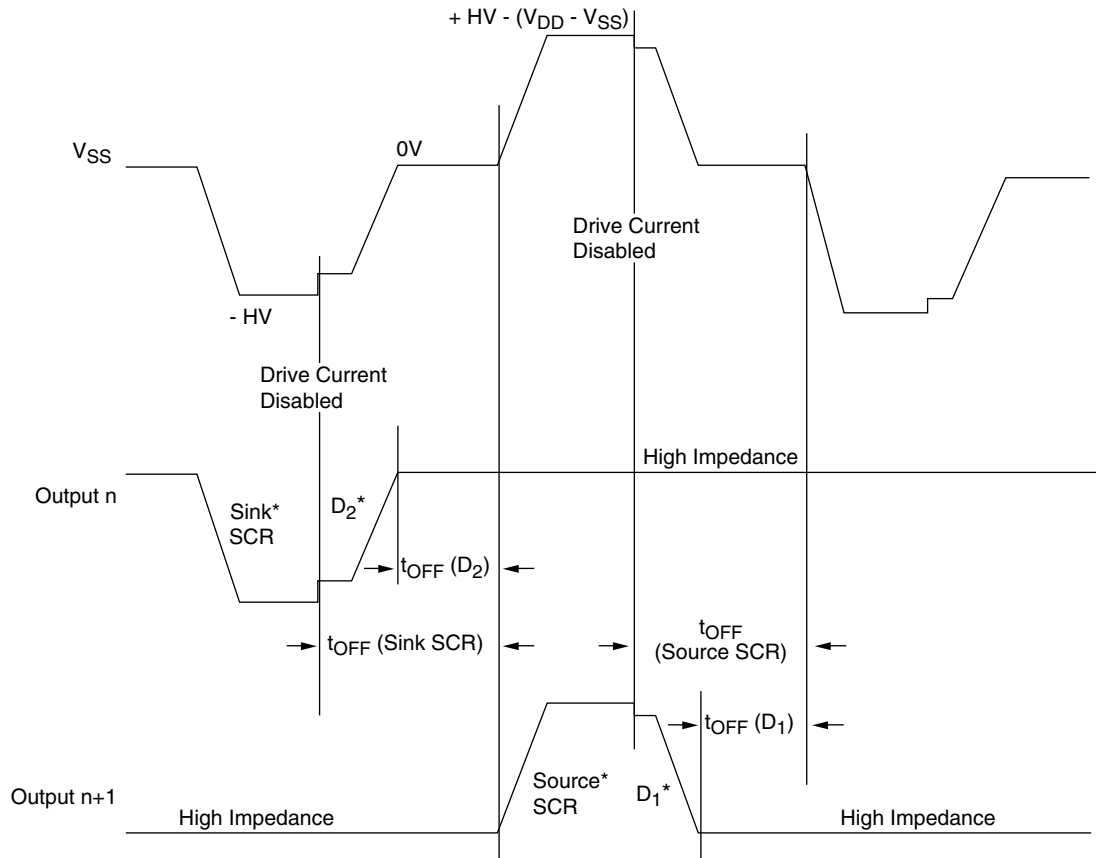 + HV - (VDD - VSS)
VSS
0V
Drive Current
Disabled
- HV
Drive Current
Disabled
High Impedance
Output n
Sink*
SCR
D2*
tOFF (D2)
tOFF (Sink SCR)
tOFF
(Source SCR)
tOFF (D1)
Source*
SCR
D1*
Output n+1
High Impedance
High Impedance